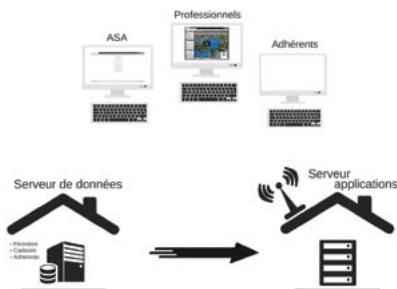 Professionnels
ASA
Adhérents
Serveur de données
• Périmètre
• Cadastre
• Adhérents
Serveur
applications